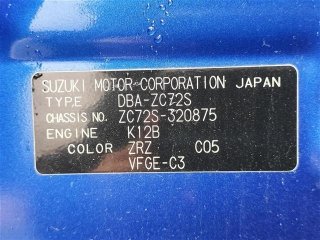 SUZUKI MOTOR CORPORATION JAPAN
TYPE DBA-ZC72S
CHASSIS NO. ZC72S-320875
ENGINE K12B
COLOR ZRZ C05
VFGE-C3